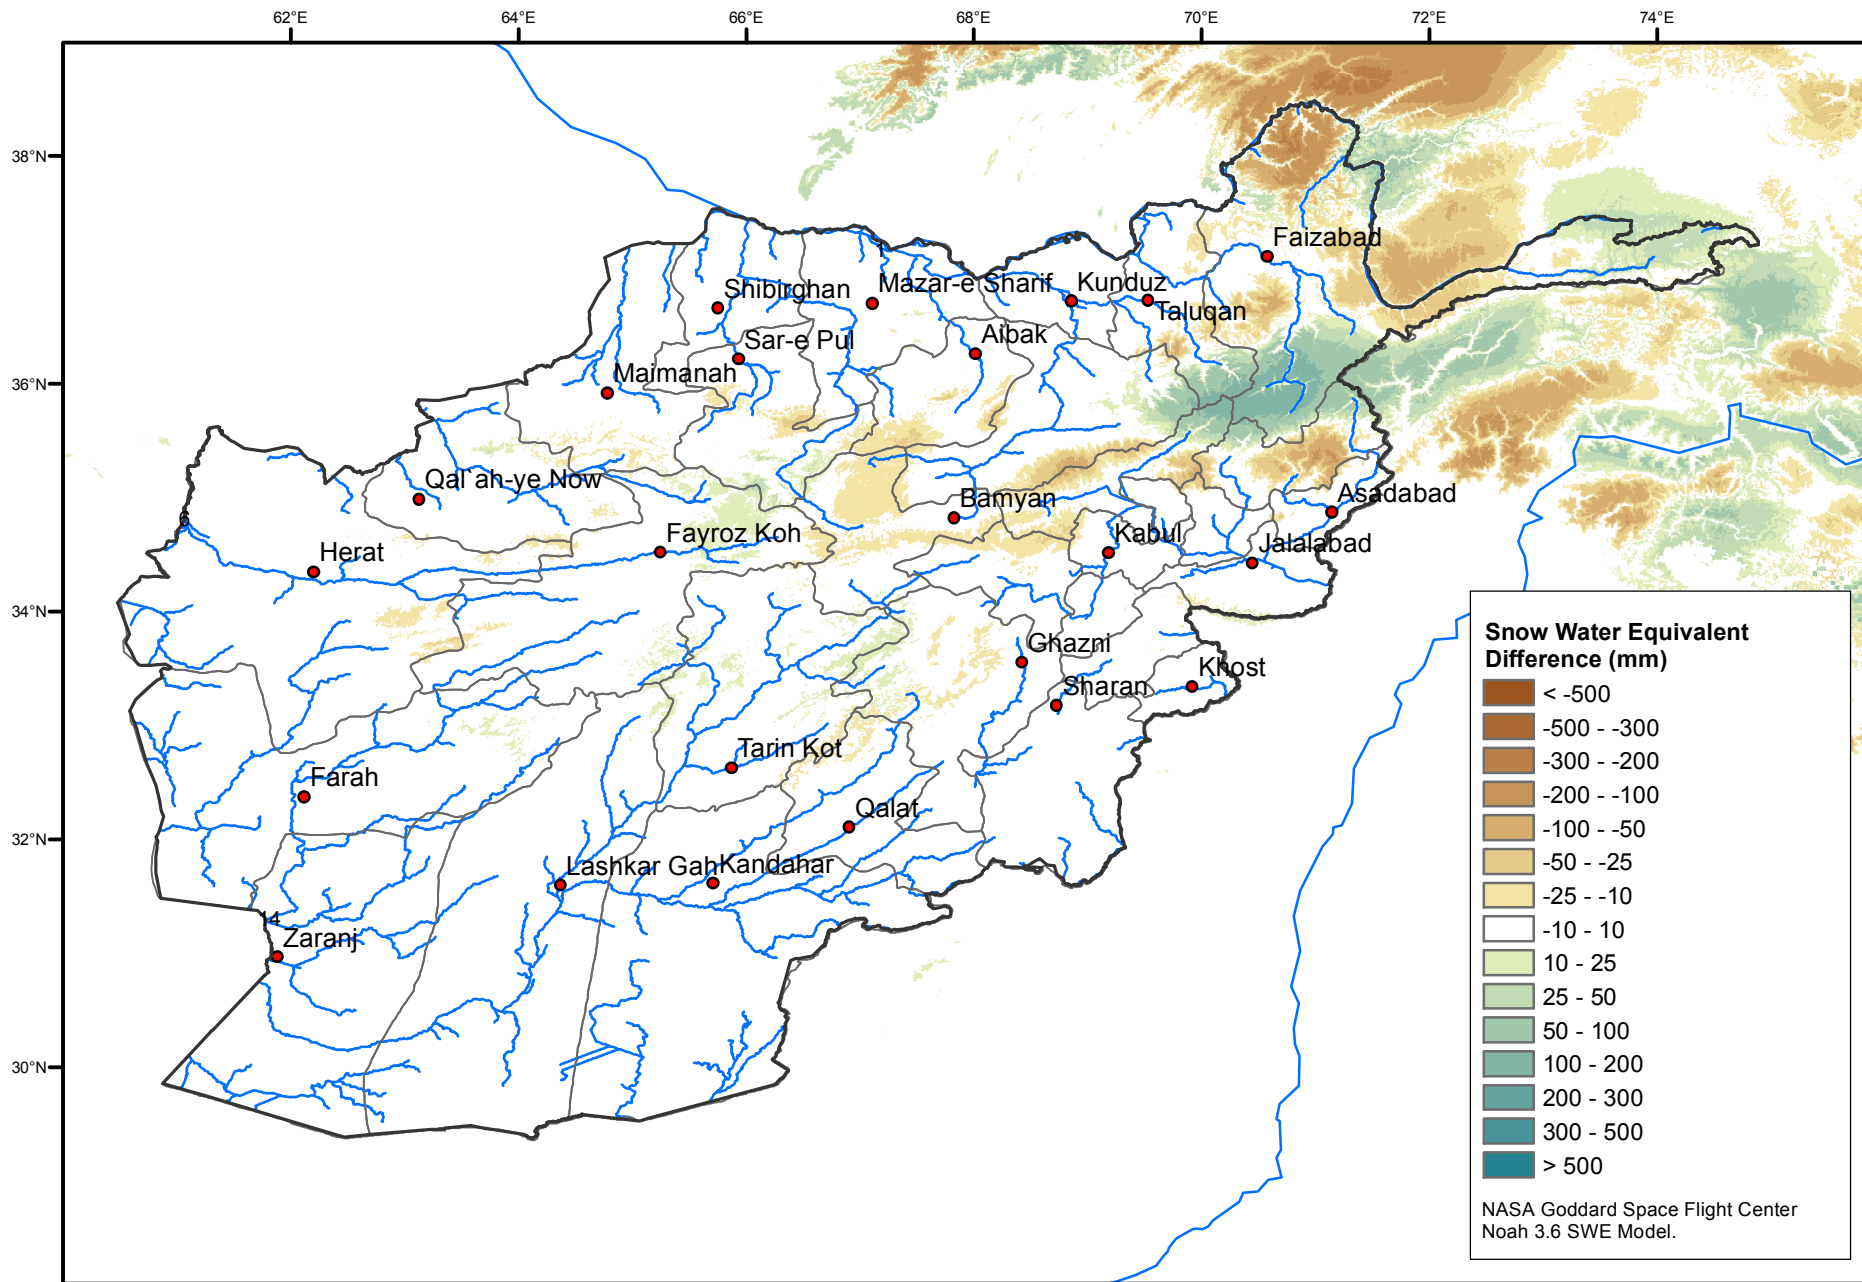 62°E 64°E 66°E 68°E 70°E 72°E 74°E
38°N
36°N
34°N
32°N
30°N
Faizabad
Shibirghan
Mazar-e Sharif
Kunduz
Taluqan
Sar-e Pul
Aibak
Maimanah
Qal ah-ye Now
Bamyan
Asadabad
6
Herat
Fayroz Koh
Kabul
Jalalabad
Ghazni
Khost
Sharan
Tarin Kot
Farah
Qalat
Lashkar Gah
Kandahar
14
Zaranj
Snow Water Equivalent
Difference (mm)
< -500
-500 - -300
-300 - -200
-200 - -100
-100 - -50
-50 - -25
-25 - -10
-10 - 10
10 - 25
25 - 50
50 - 100
100 - 200
200 - 300
300 - 500
> 500
NASA Goddard Space Flight Center
Noah 3.6 SWE Model.